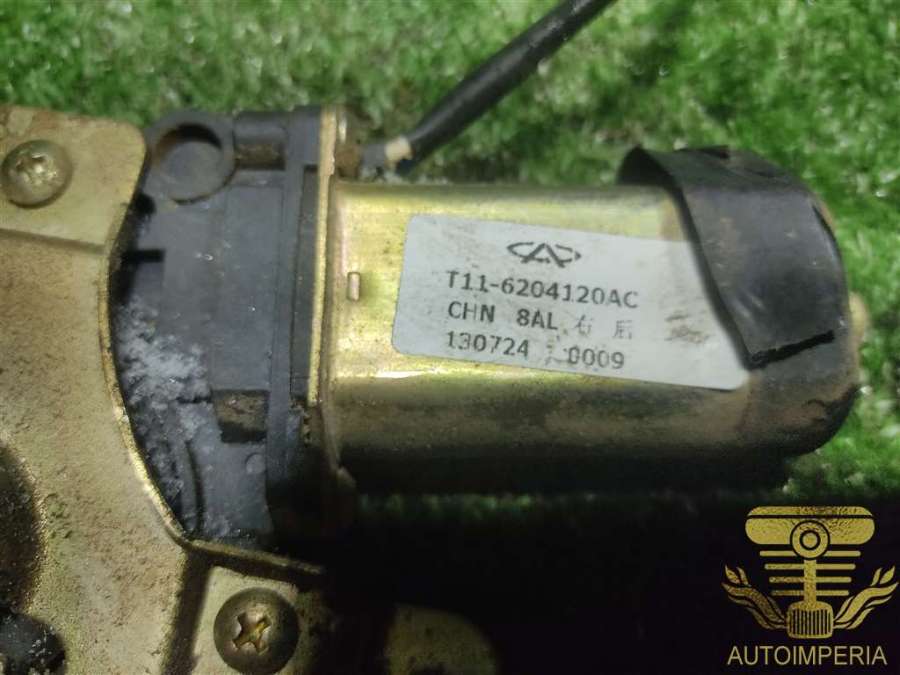 T11-6204120AC
CHN 8AL 右 后
130724 0009
AUTOIMPERIA